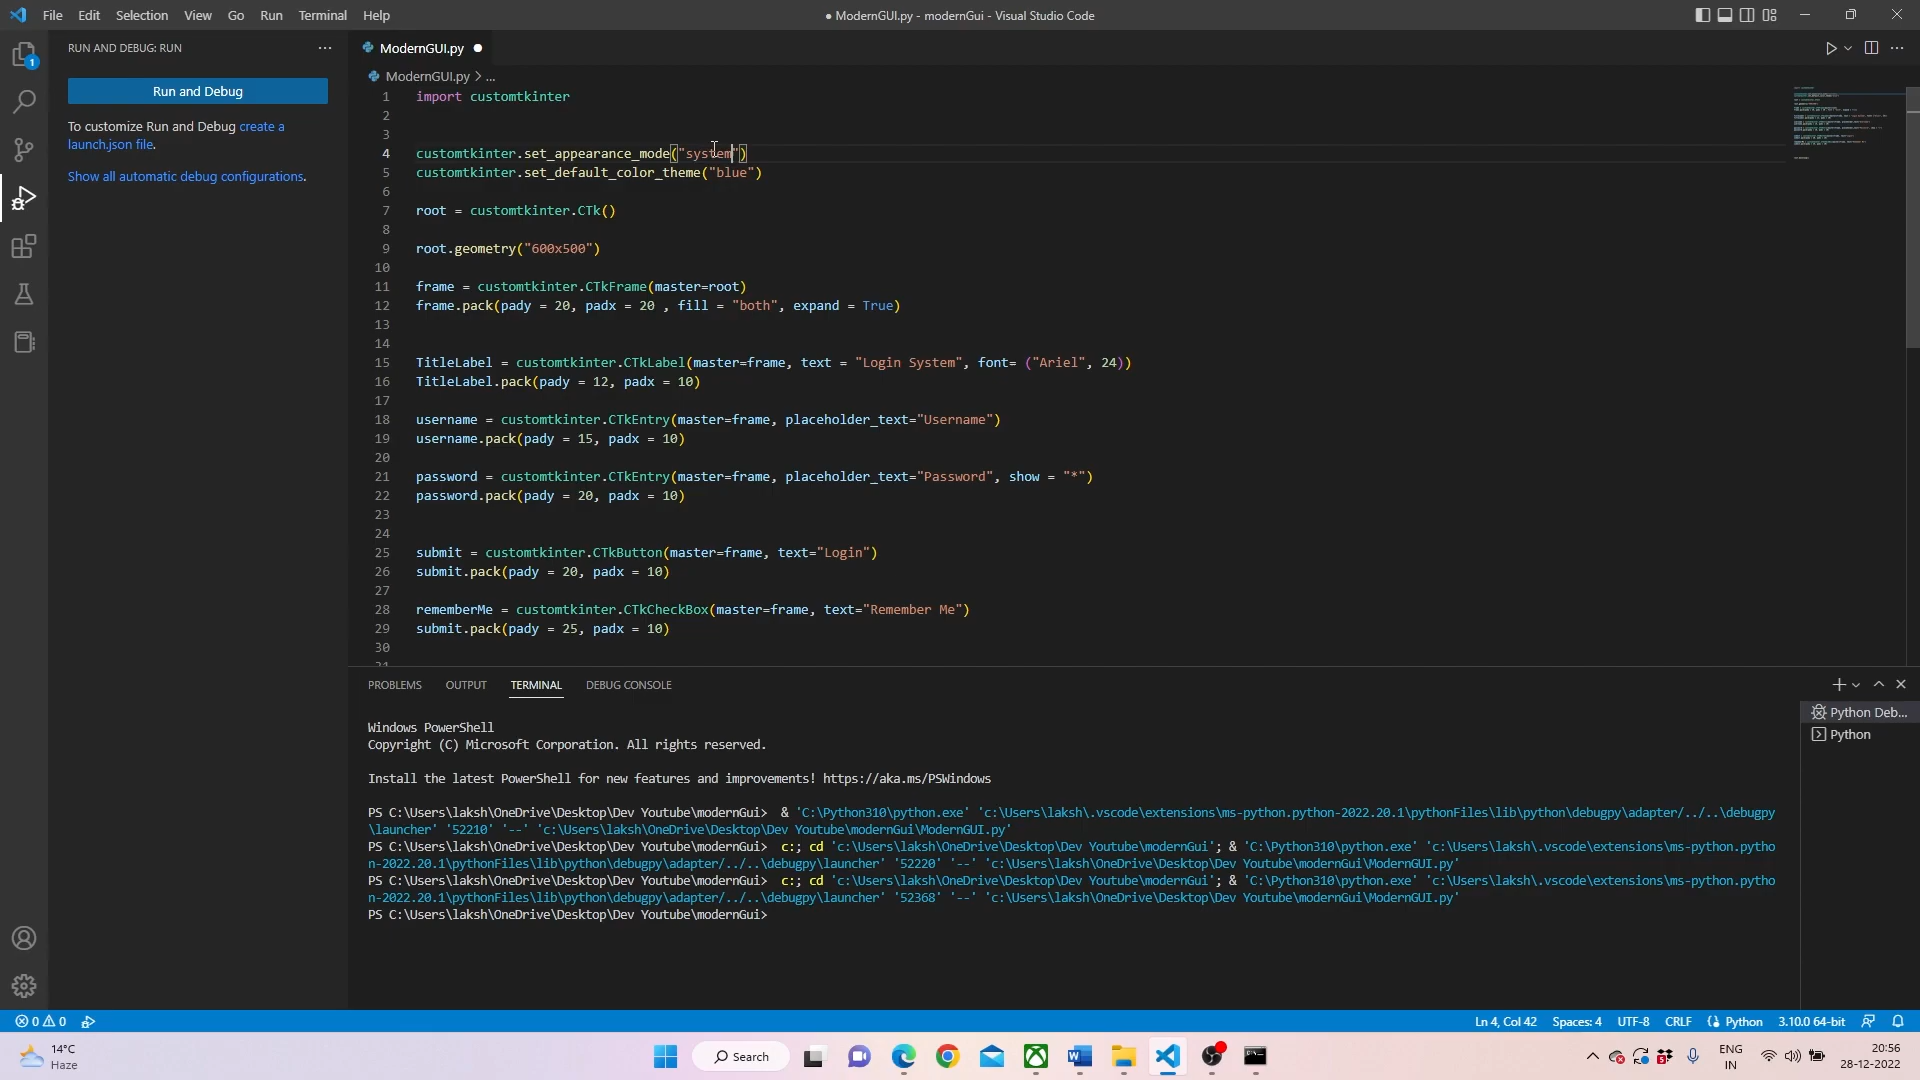 File Edit Selection View Go Run Terminal Help
● ModernGUI.py - modernGui - Visual Studio Code
RUN AND DEBUG: RUN
Run and Debug
To customize Run and Debug create a
launch.json file.
Show all automatic debug configurations.
1
ModernGUI.py ●
ModernGUI.py > ...
1 import customtkinter
2
3
4 customtkinter.set_appearance_mode("system")
5 customtkinter.set_default_color_theme("blue")
6
7 root = customtkinter.CTk()
8
9 root.geometry("600x500")
10
11 frame = customtkinter.CTkFrame(master=root)
12 frame.pack(pady = 20, padx = 20 , fill = "both", expand = True)
13
14
15 TitleLabel = customtkinter.CTkLabel(master=frame, text = "Login System", font= ("Ariel", 24))
16 TitleLabel.pack(pady = 12, padx = 10)
17
18 username = customtkinter.CTkEntry(master=frame, placeholder_text="Username")
19 username.pack(pady = 15, padx = 10)
20
21 password = customtkinter.CTkEntry(master=frame, placeholder_text="Password", show = "*")
22 password.pack(pady = 20, padx = 10)
23
24
25 submit = customtkinter.CTkButton(master=frame, text="Login")
26 submit.pack(pady = 20, padx = 10)
27
28 rememberMe = customtkinter.CTkCheckBox(master=frame, text="Remember Me")
29 submit.pack(pady = 25, padx = 10)
30
PROBLEMS OUTPUT TERMINAL DEBUG CONSOLE
Windows PowerShell
Copyright (C) Microsoft Corporation. All rights reserved.
Install the latest PowerShell for new features and improvements! https://aka.ms/PSWindows
PS C:\Users\laksh\OneDrive\Desktop\Dev Youtube\modernGui>  & 'C:\Python310\python.exe' 'c:\Users\laksh\.vscode\extensions\ms-python.python-2022.20.1\pythonFiles\lib\python\debugpy\adapter/../..\debugpy
\launcher' '52210' '--' 'c:\Users\laksh\OneDrive\Desktop\Dev Youtube\modernGui\ModernGUI.py'
PS C:\Users\laksh\OneDrive\Desktop\Dev Youtube\modernGui>  c:; cd 'c:\Users\laksh\OneDrive\Desktop\Dev Youtube\modernGui'; & 'C:\Python310\python.exe' 'c:\Users\laksh\.vscode\extensions\ms-python.pytho
n-2022.20.1\pythonFiles\lib\python\debugpy\adapter/../..\debugpy\launcher' '52220' '--' 'c:\Users\laksh\OneDrive\Desktop\Dev Youtube\modernGui\ModernGUI.py'
PS C:\Users\laksh\OneDrive\Desktop\Dev Youtube\modernGui>  c:; cd 'c:\Users\laksh\OneDrive\Desktop\Dev Youtube\modernGui'; & 'C:\Python310\python.exe' 'c:\Users\laksh\.vscode\extensions\ms-python.pytho
n-2022.20.1\pythonFiles\lib\python\debugpy\adapter/../..\debugpy\launcher' '52368' '--' 'c:\Users\laksh\OneDrive\Desktop\Dev Youtube\modernGui\ModernGUI.py'
PS C:\Users\laksh\OneDrive\Desktop\Dev Youtube\modernGui>
Python Deb...
Python
0 0
Ln 4, Col 42 Spaces: 4 UTF-8 CRLF Python 3.10.0 64-bit
14°C
Haze
Search
ENG
IN
20:56
28-12-2022